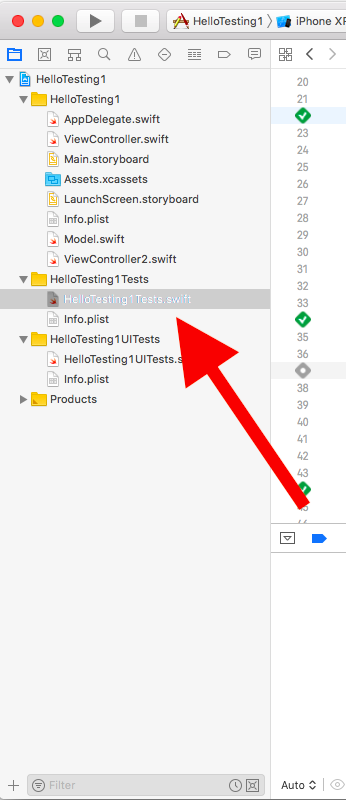 HelloTesting1 iPhone XR
HelloTesting1
HelloTesting1
AppDelegate.swift
ViewController.swift
Main.storyboard
Assets.xcassets
LaunchScreen.storyboard
Info.plist
Model.swift
ViewController2.swift
HelloTesting1Tests
HelloTesting1Tests.swift
Info.plist
HelloTesting1UITests
HelloTesting1UITests.s
Info.plist
Products
20
21
23
24
25
26
27
28
29
30
31
32
33
35
36
38
39
40
41
42
43
Filter
Auto